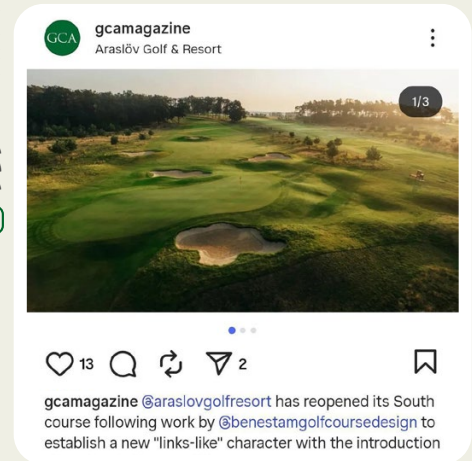 GCA
gcamagazine
Araslöv Golf & Resort
1/3
13
2
gcamagazine @araslovgolfresort has reopened its South
course following work by @benestamgolfcoursedesign to
establish a new "links-like" character with the introduction